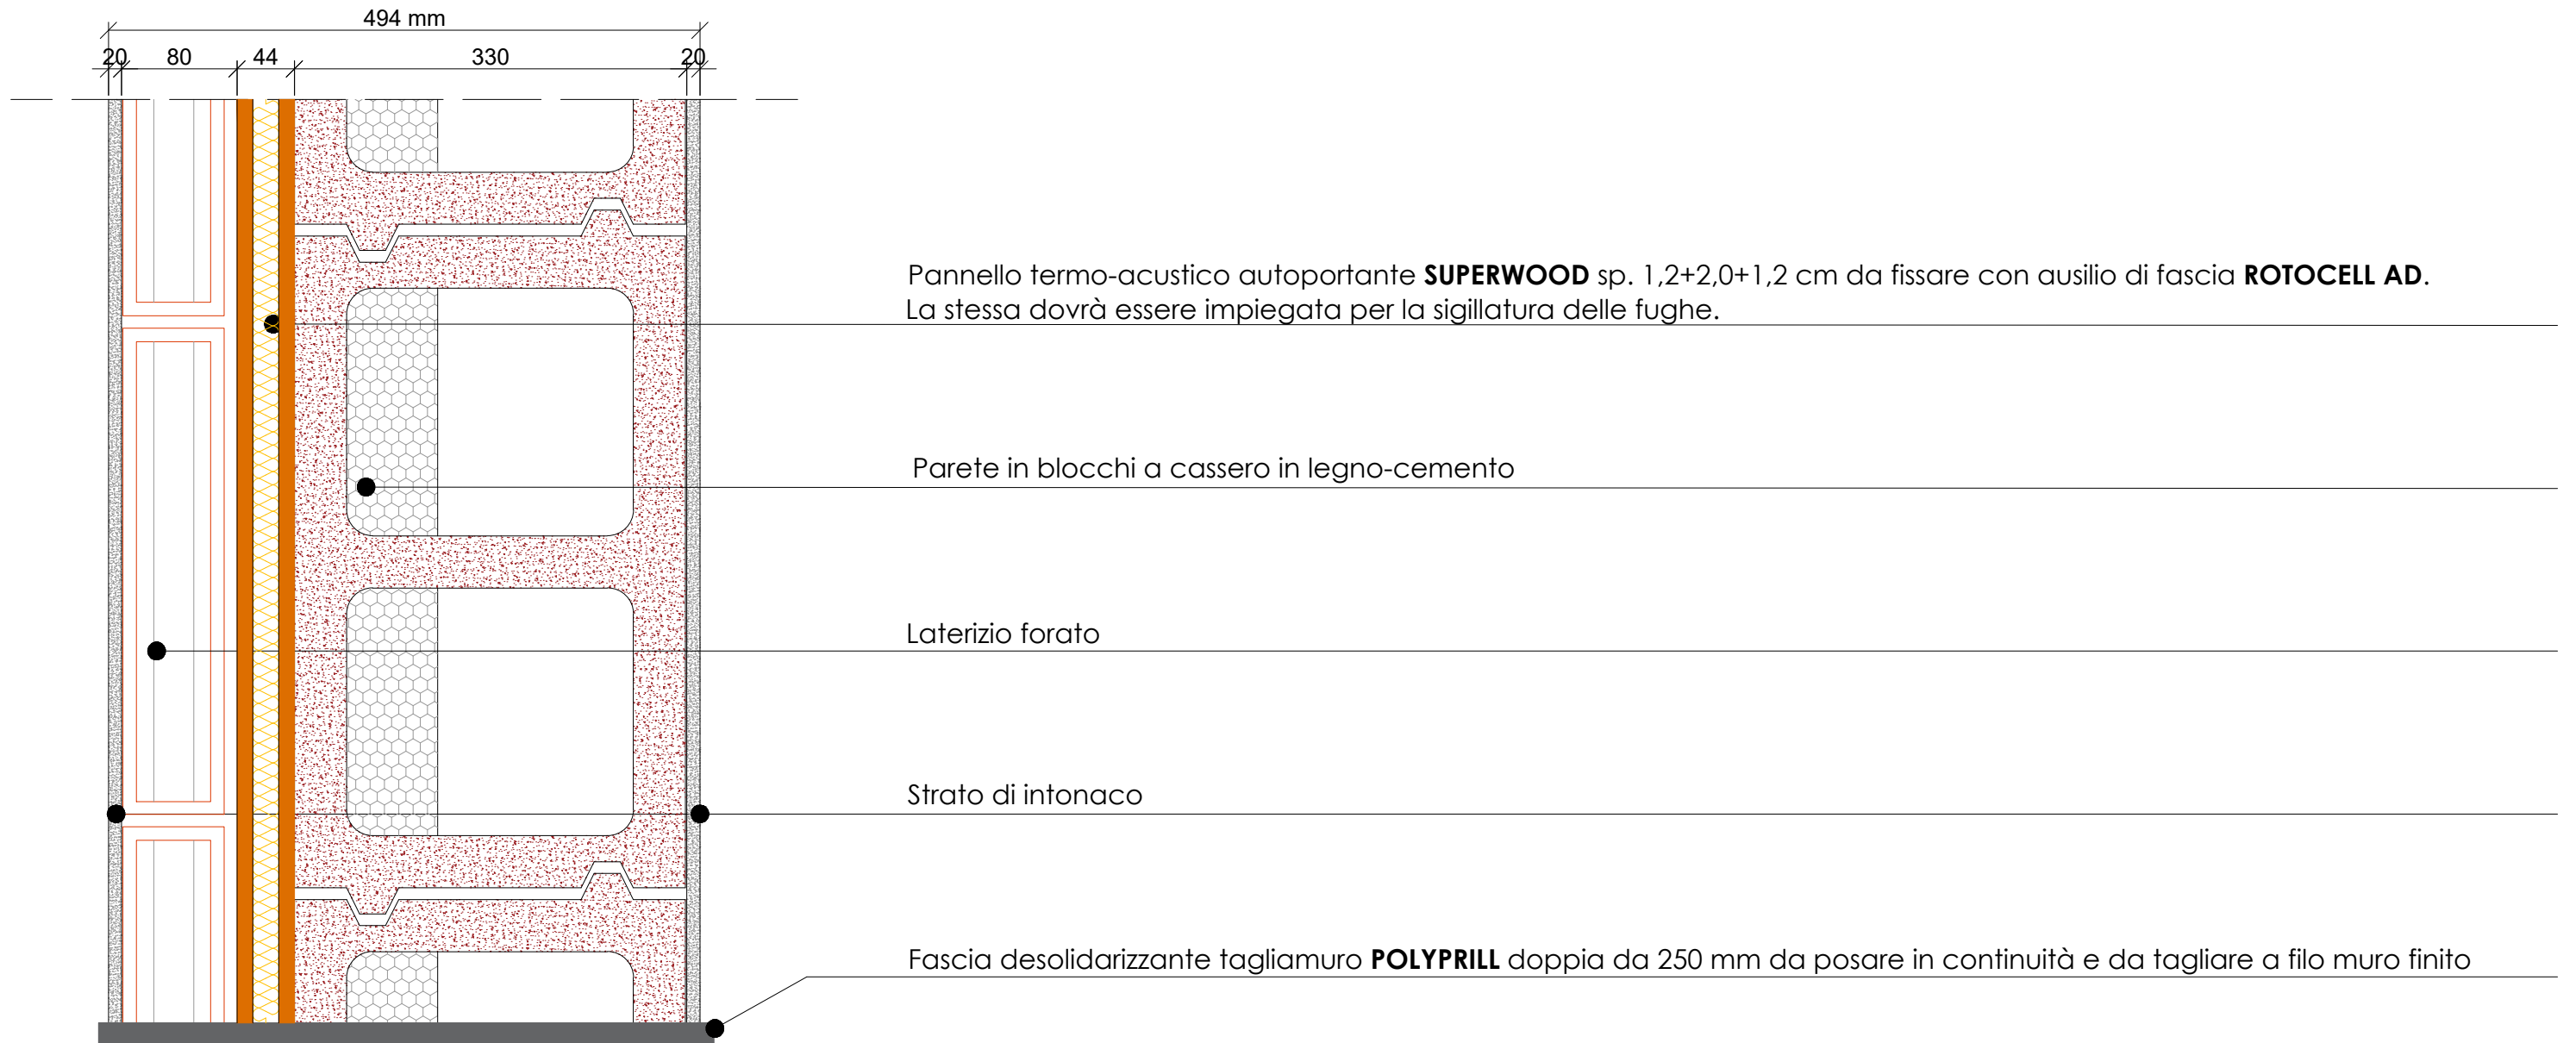 494 mm
20 80 44 330 20
Pannello termo-acustico autoportante SUPERWOOD sp. 1,2+2,0+1,2 cm da fissare con ausilio di fascia ROTOCELL AD.
La stessa dovrà essere impiegata per la sigillatura delle fughe.
Parete in blocchi a cassero in legno-cemento
Laterizio forato
Strato di intonaco
Fascia desolidarizzante tagliamuro POLYPRILL doppia da 250 mm da posare in continuità e da tagliare a filo muro finito